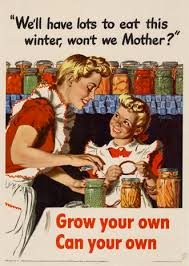 "We'll have lots to eat this
winter, won't we Mother?"
Grow your own
Can your own